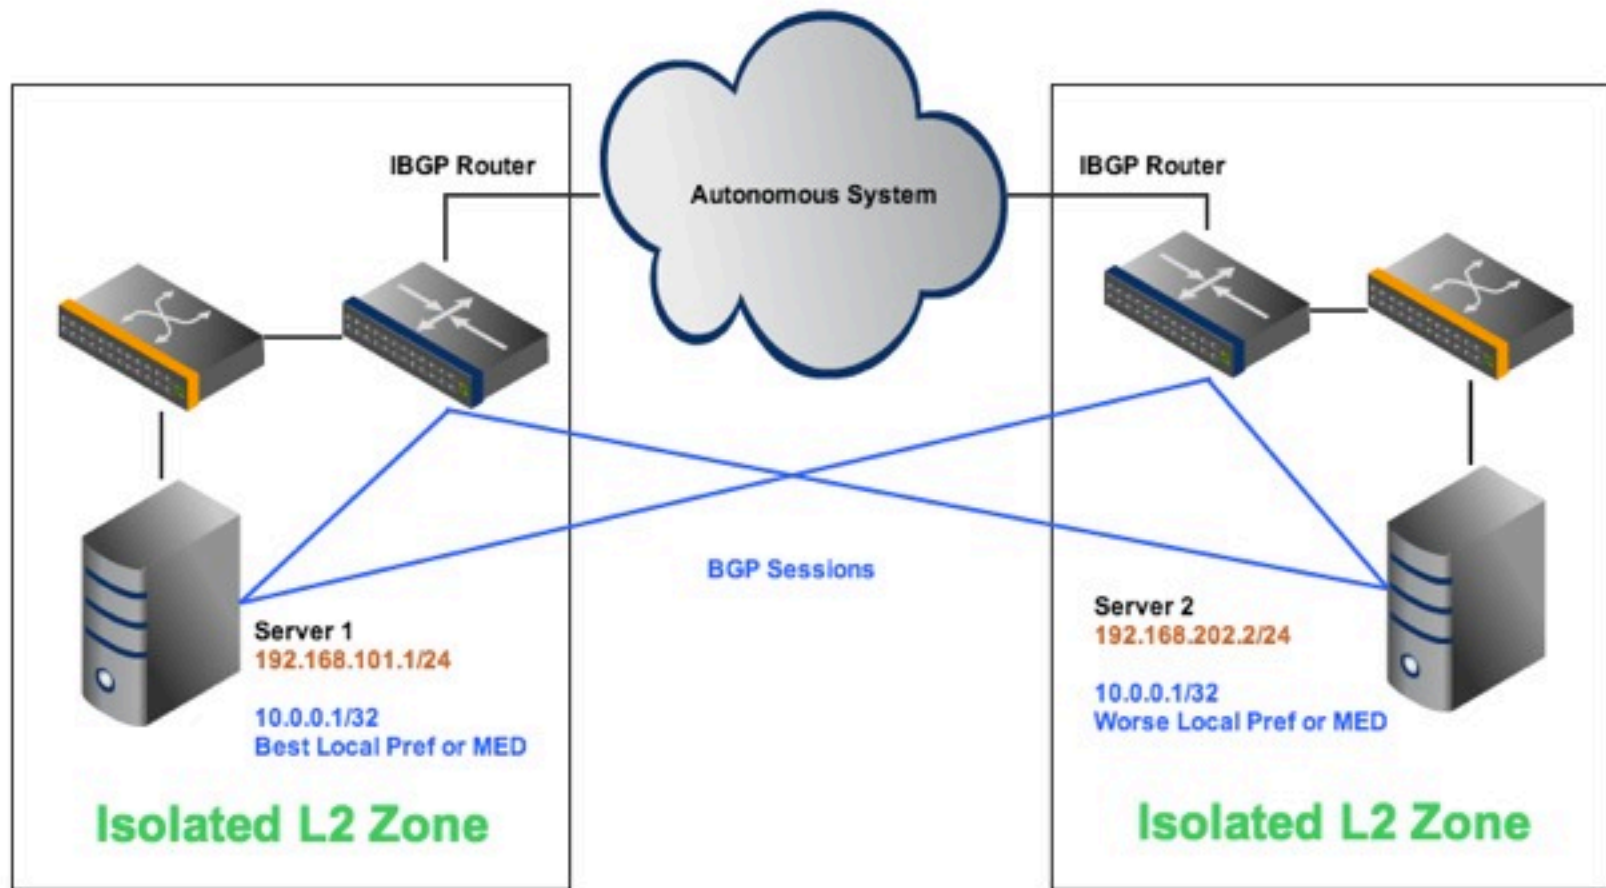 IBGP Router
Autonomous System
IBGP Router
BGP Sessions
Server 1
192.168.101.1/24
10.0.0.1/32
Best Local Pref or MED
Isolated L2 Zone
Server 2
192.168.202.2/24
10.0.0.1/32
Worse Local Pref or MED
Isolated L2 Zone